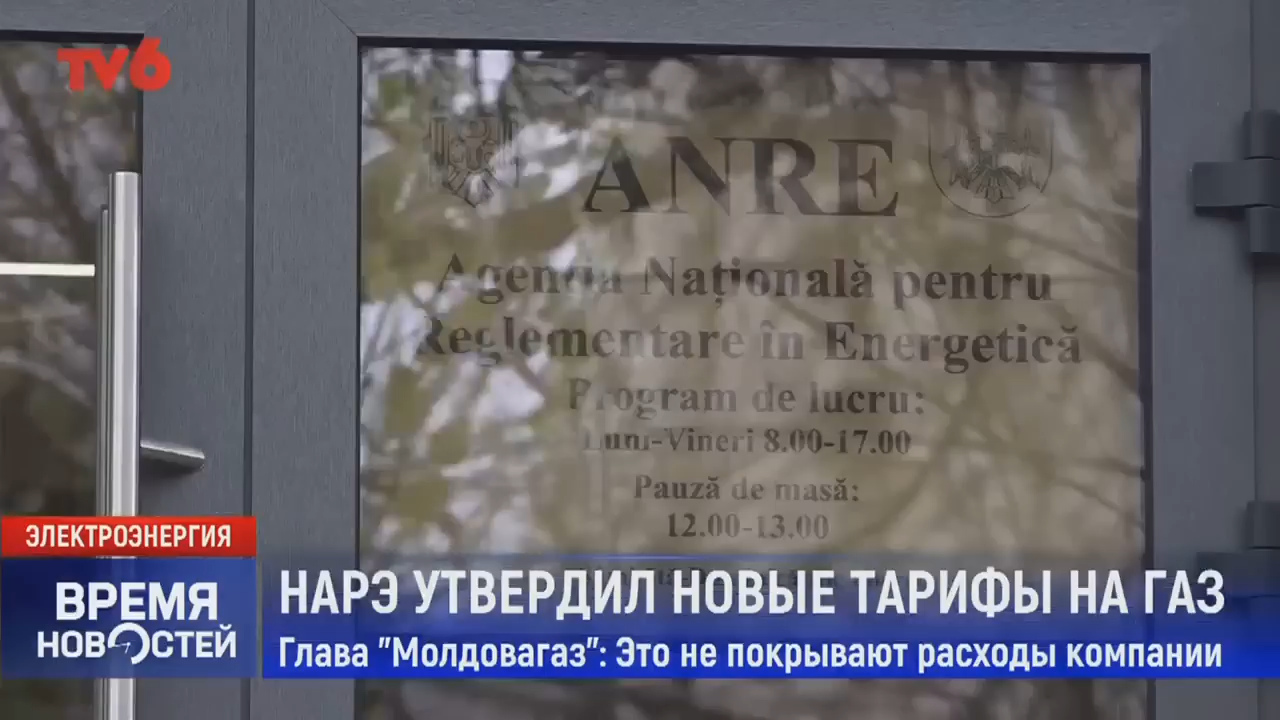 TV6
ANRE
Agenția Națională pentru
Reglementare în Energetică
Program de lucru:
Luni-Vineri 8.00-17.00
Pauză de masă:
12.00-13.00
ЭЛЕКТРОЭНЕРГИЯ
ВРЕМЯ
НОВОСТЕЙ
НАРЭ УТВЕРДИЛ НОВЫЕ ТАРИФЫ НА ГАЗ
Глава "Молдовагаз": Это не покрывают расходы компании